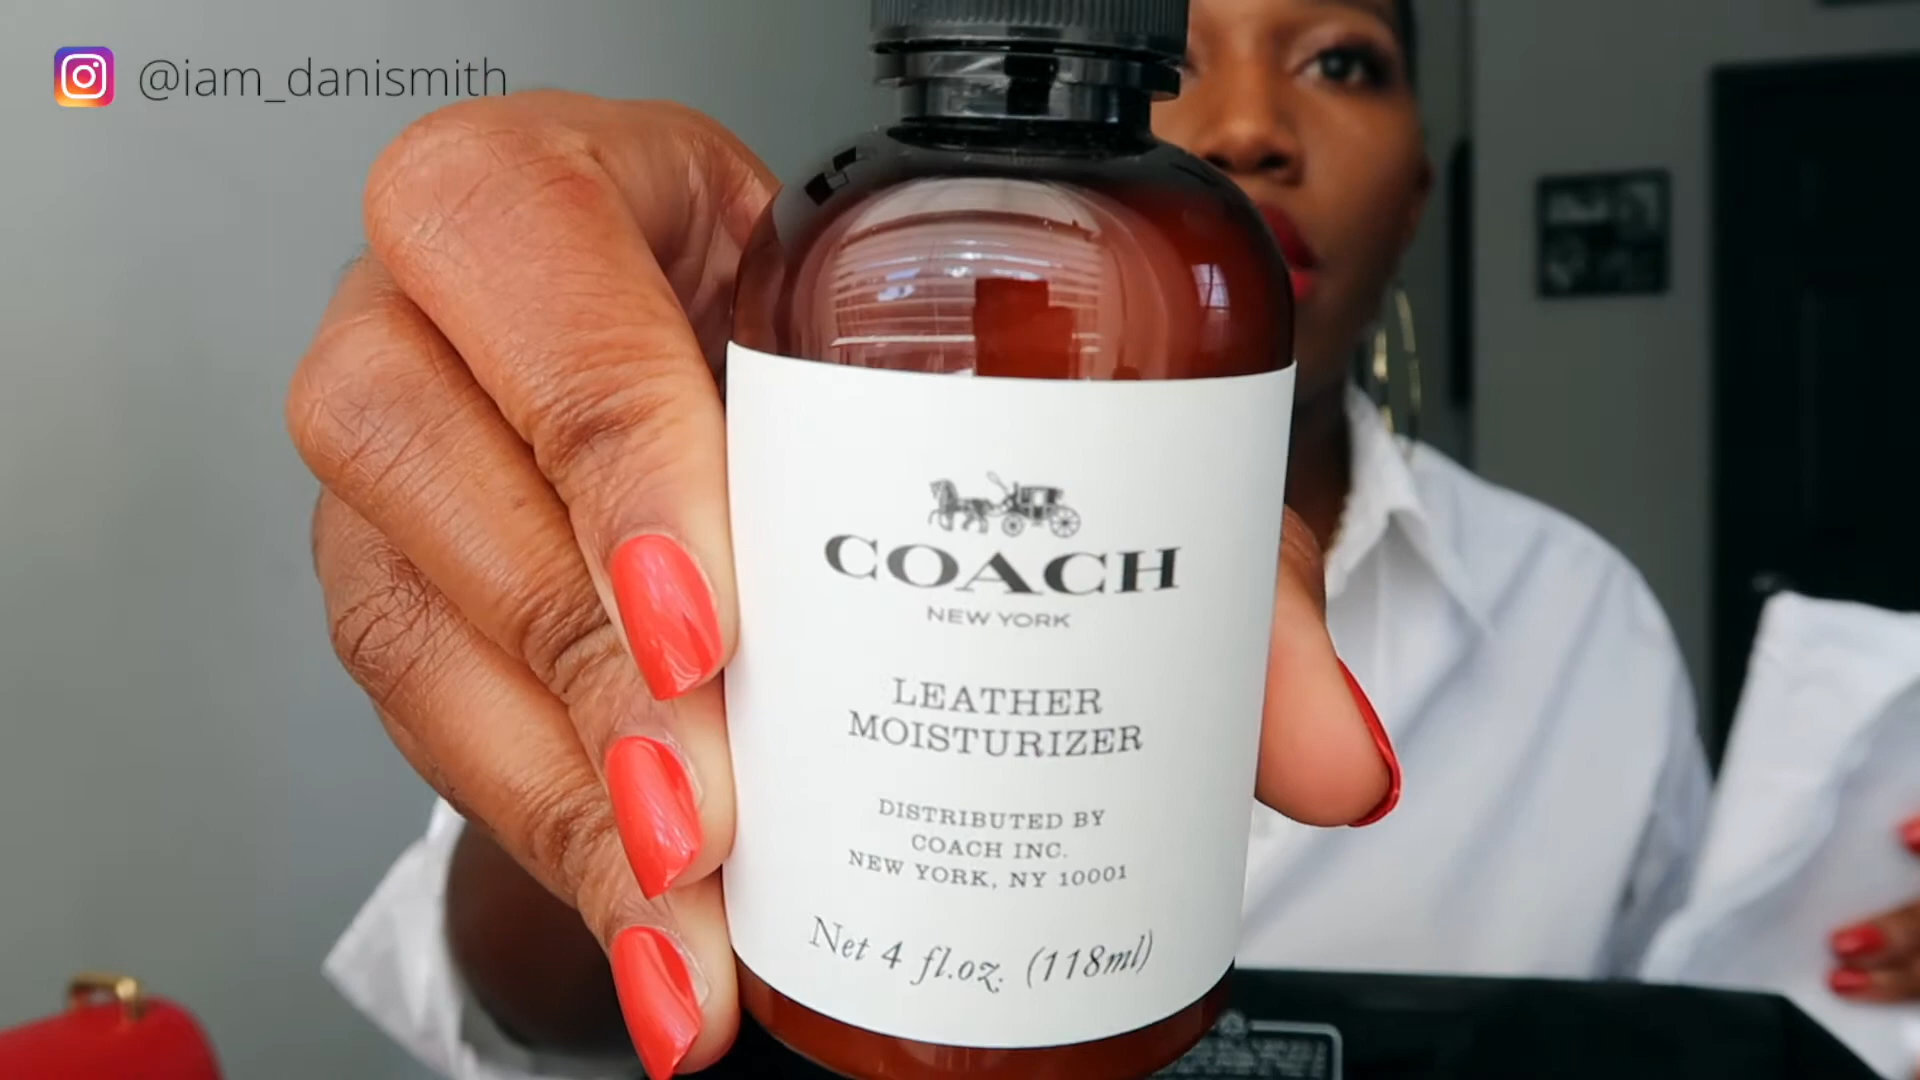 @iam_danismith
COACH
NEW YORK
LEATHER
MOISTURIZER
DISTRIBUTED BY
COACH INC.
NEW YORK, NY 10001
Net 4 fl.oz. (118ml)